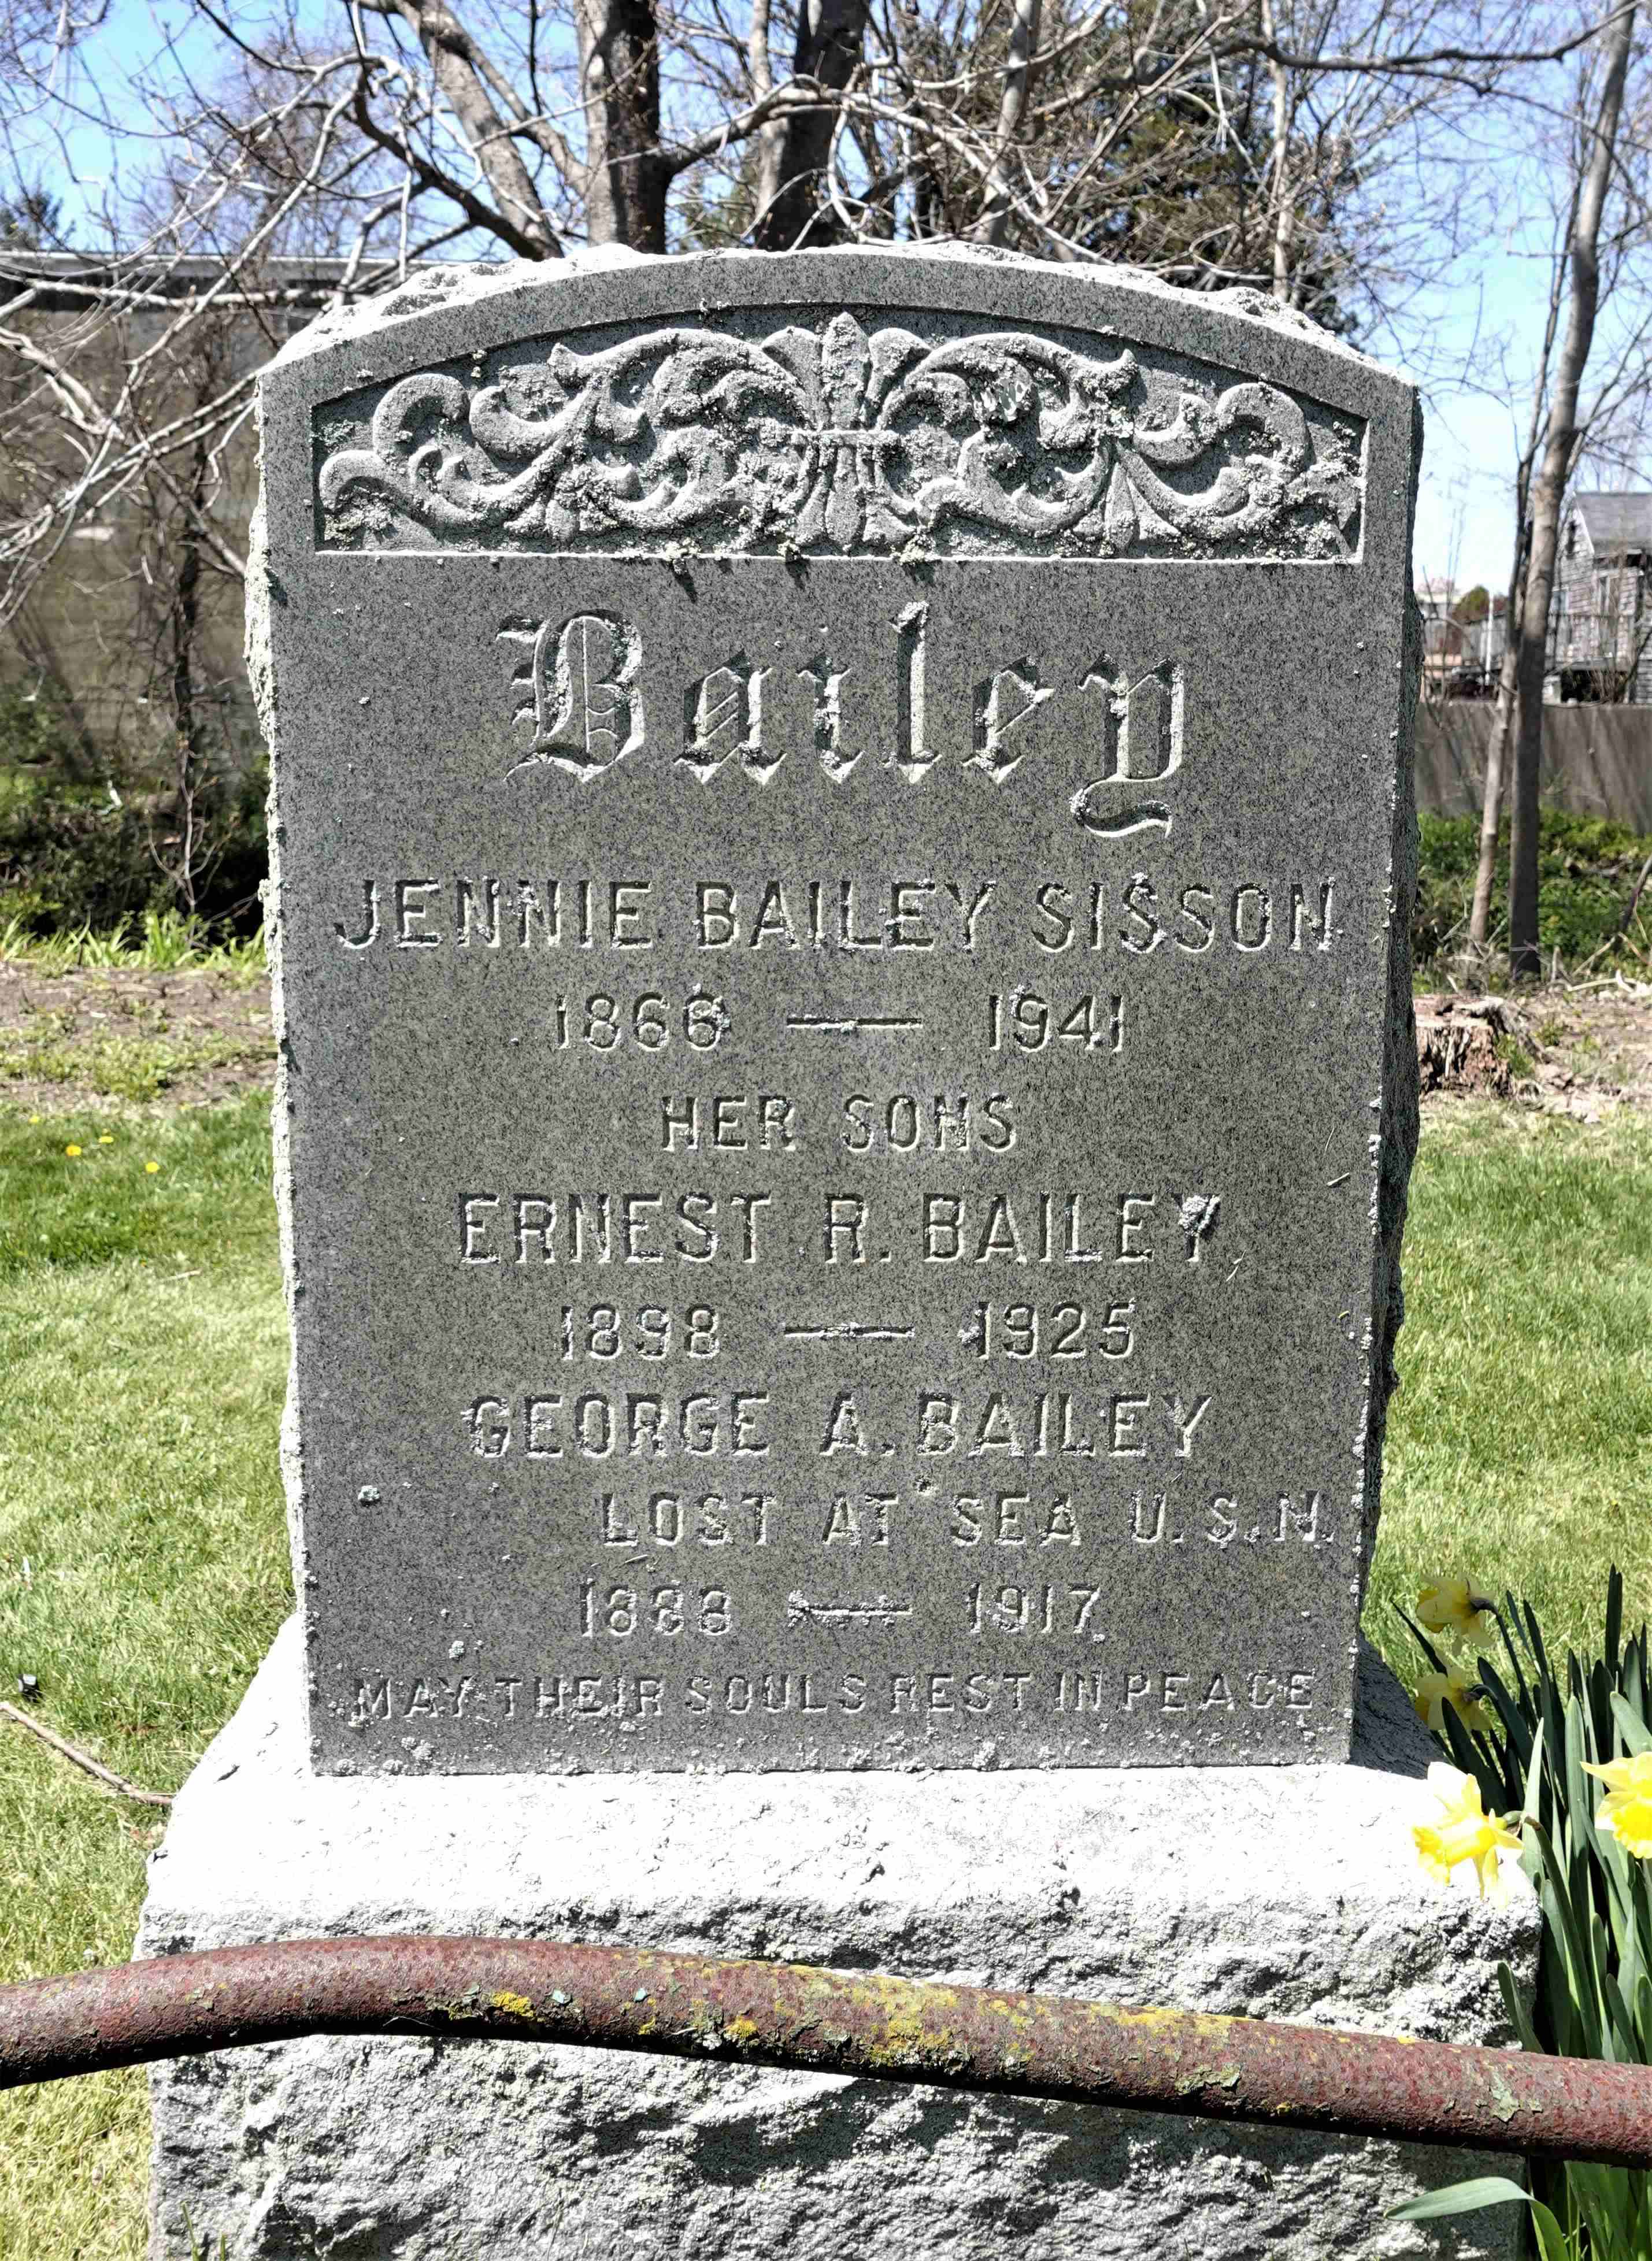 Bailey
JENNIE BAILEY SISSON
1866 — 1941
HER SONS
ERNEST R. BAILEY
1898 — 1925
GEORGE A. BAILEY
LOST AT SEA U.S.N.
1888 — 1917
MAY THEIR SOULS REST IN PEACE